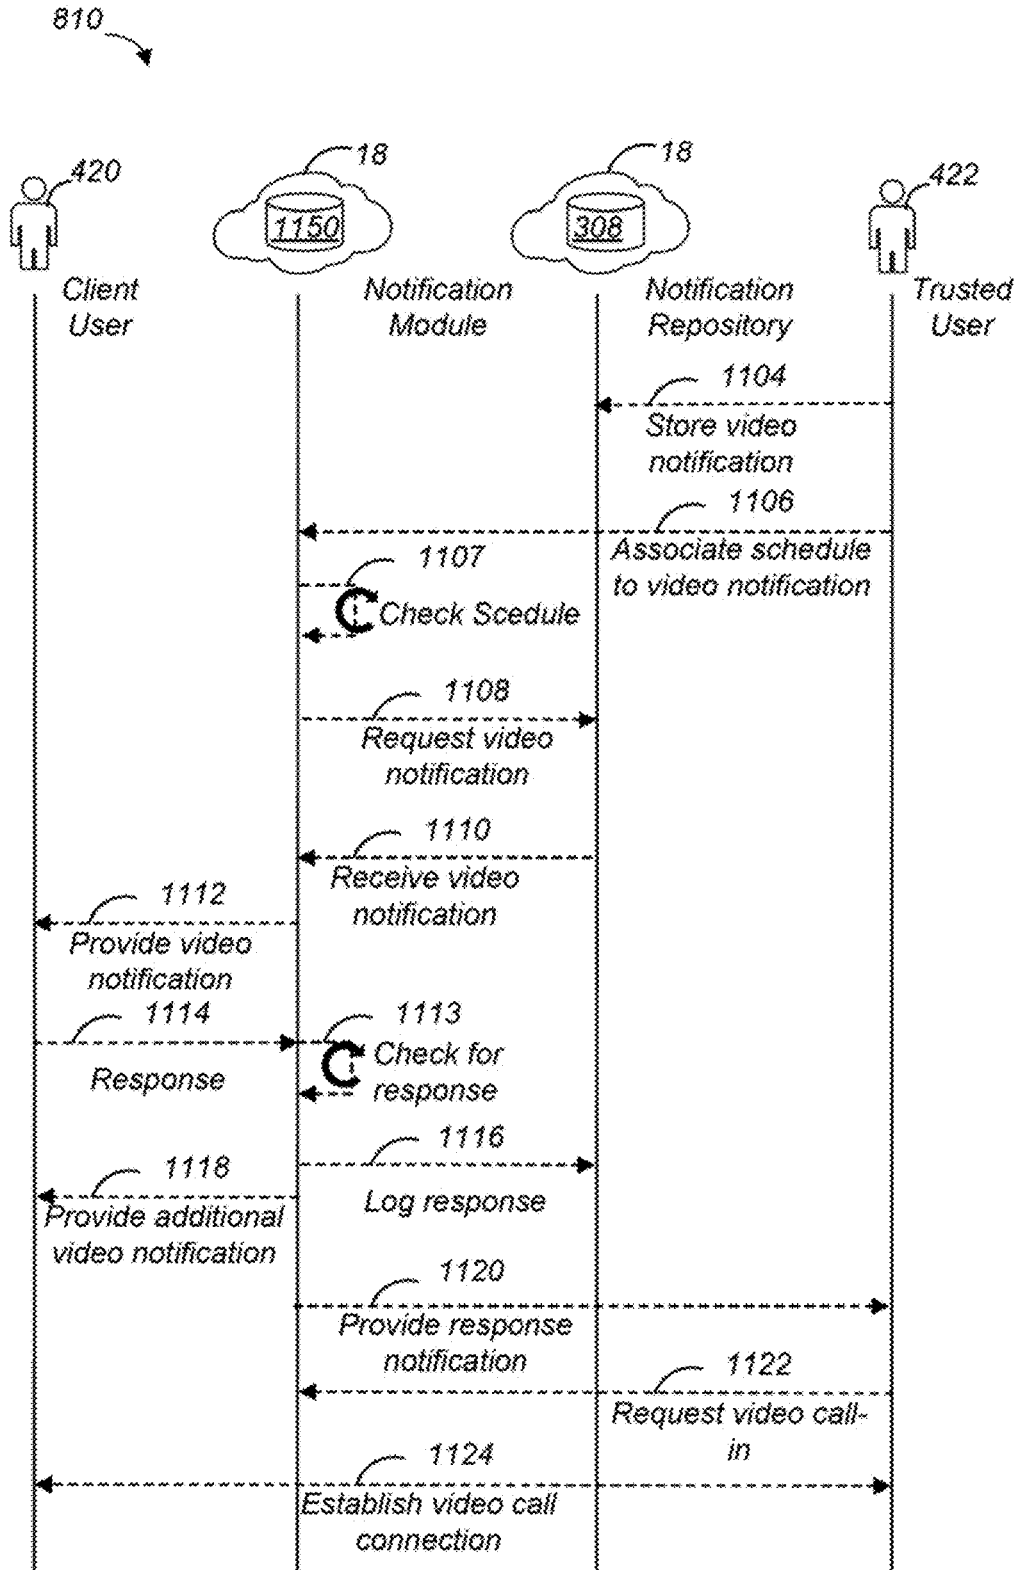 810
420
18
18
422
1150
308
Client
User
Notification
Module
Notification
Repository
Trusted
User
1104
Store video
notification
1106
Associate schedule
to video notification
1107
Check Scedule
1108
Request video
notification
1110
Receive video
notification
1112
Provide video
notification
1114
Response
1113
Check for
response
1116
Log response
1118
Provide additional
video notification
1120
Provide response
notification
1122
Request video call-
in
1124
Establish video call
connection